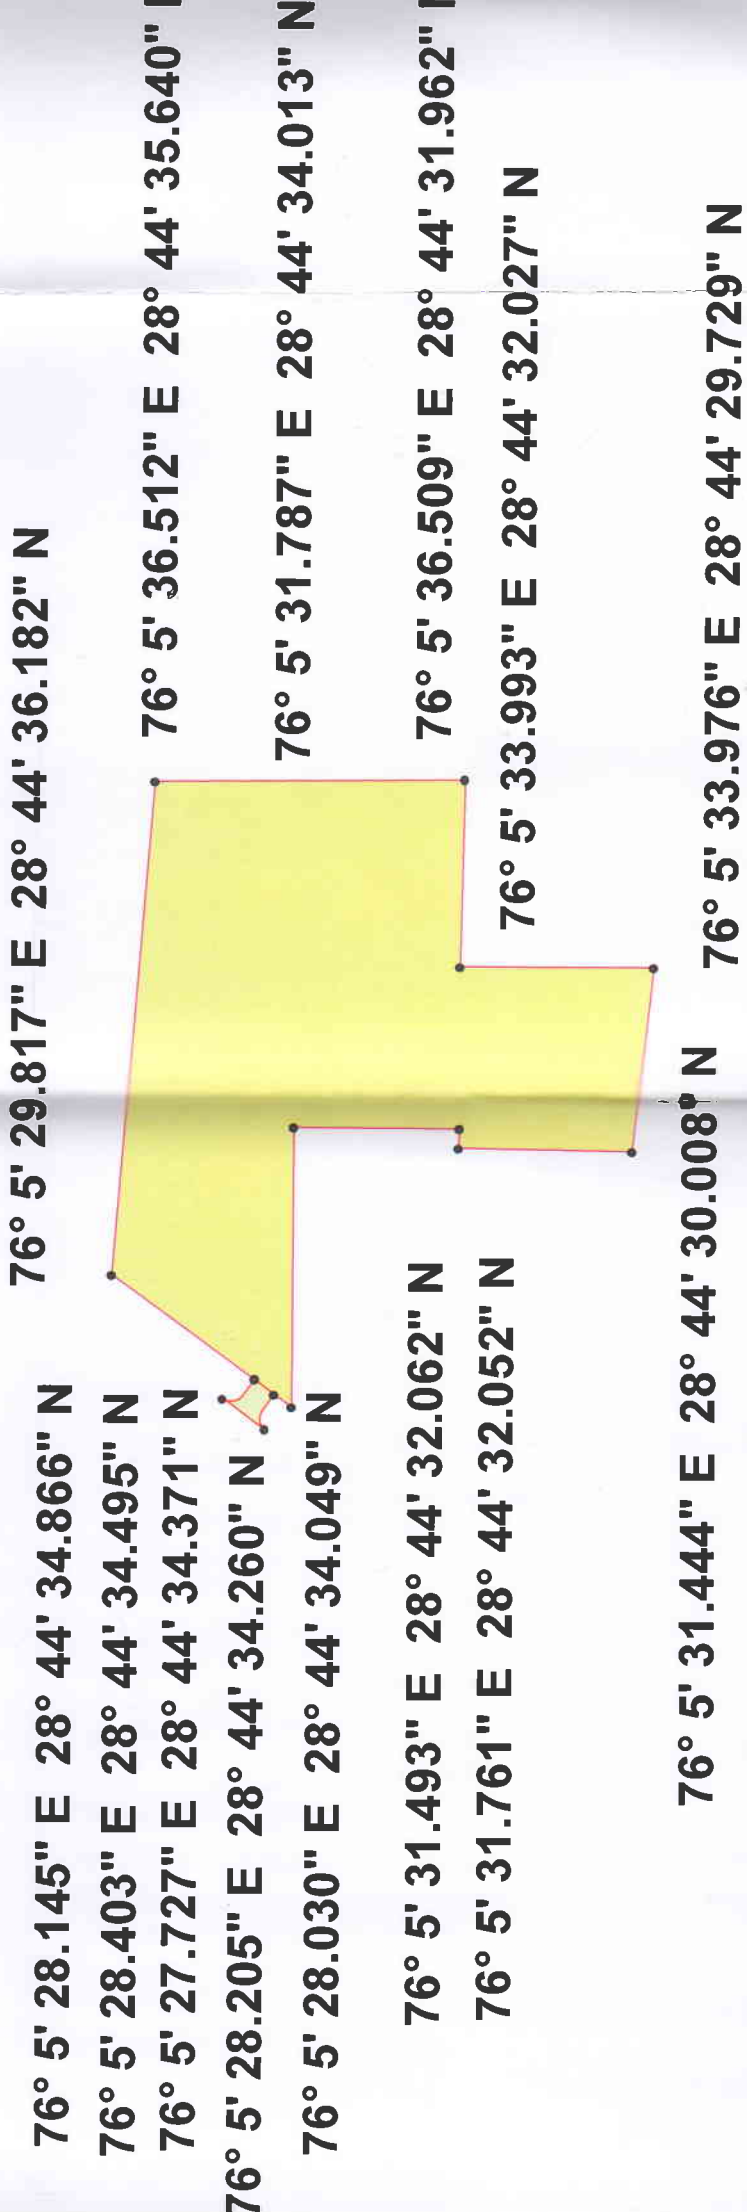 76° 5' 29.817" E 28° 44' 36.182" N
76° 5' 36.512" E 28° 44' 35.640"
76° 5' 31.787" E 28° 44' 34.013" N
76° 5' 36.509" E 28° 44' 31.962"
76° 5' 33.993" E 28° 44' 32.027" N
76° 5' 33.976" E 28° 44' 29.729" N
76° 5' 28.145" E 28° 44' 34.866" N
76° 5' 28.403" E 28° 44' 34.495" N
76° 5' 27.727" E 28° 44' 34.371" N
76° 5' 28.205" E 28° 44' 34.260" N
76° 5' 28.030" E 28° 44' 34.049" N
76° 5' 31.493" E 28° 44' 32.062" N
76° 5' 31.761" E 28° 44' 32.052" N
76° 5' 31.444" E 28° 44' 30.008" N